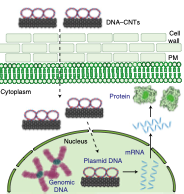 DNA–CNTs
Cell
wall
PM
Cytoplasm
Protein
mRNA
Nucleus
Plasmid DNA
Genomic
DNA